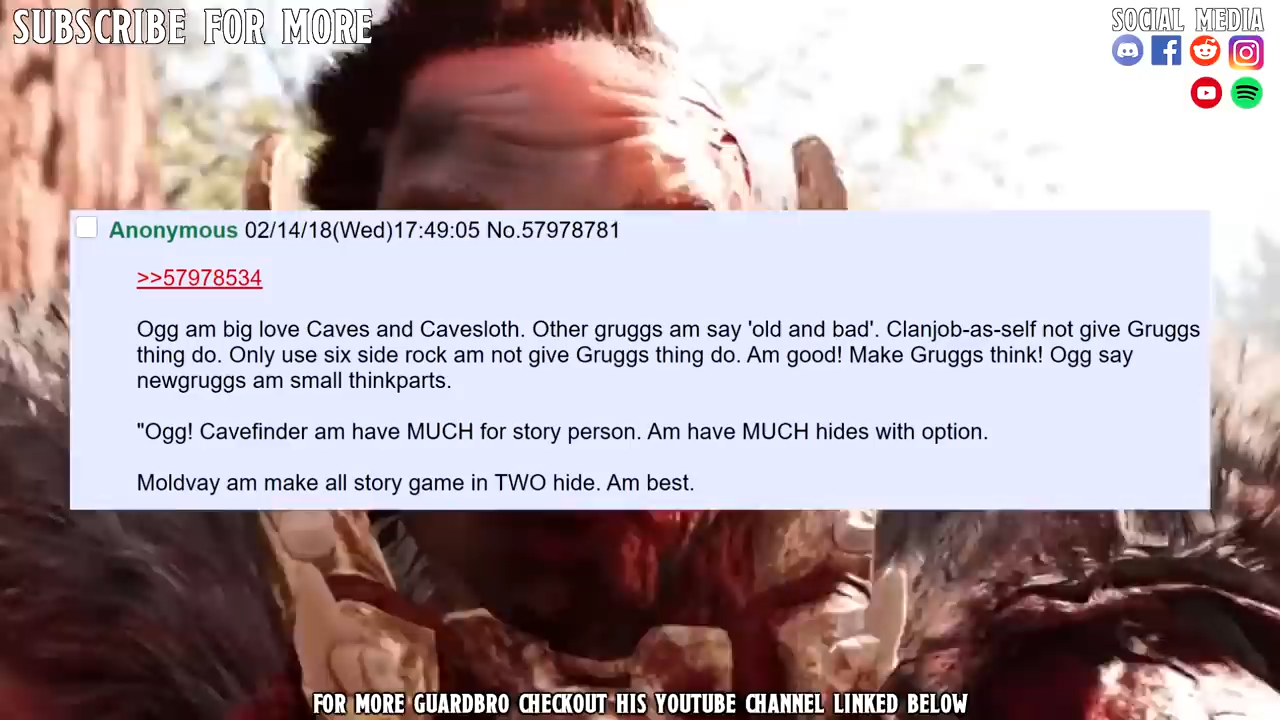 SUBSCRIBE FOR MORE
SOCIAL MEDIA
Anonymous 02/14/18(Wed)17:49:05 No.57978781
>>57978534
Ogg am big love Caves and Cavesloth. Other gruggs am say 'old and bad'. Clanjob-as-self not give Gruggs
thing do. Only use six side rock am not give Gruggs thing do. Am good! Make Gruggs think! Ogg say
newgruggs am small thinkparts.
"Ogg! Cavefinder am have MUCH for story person. Am have MUCH hides with option.
Moldvay am make all story game in TWO hide. Am best.
FOR MORE GUARDBRO CHECKOUT HIS YOUTUBE CHANNEL LINKED BELOW